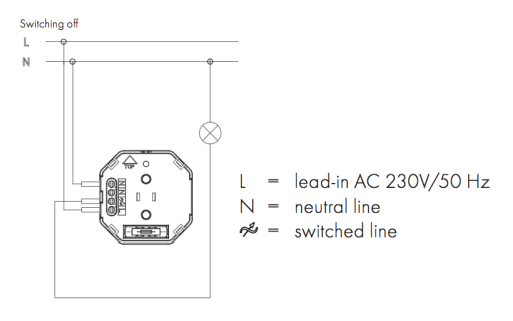 Switching off
L
N
TOP
N
N
L
L = lead-in AC 230V/50 Hz
N = neutral line
= switched line